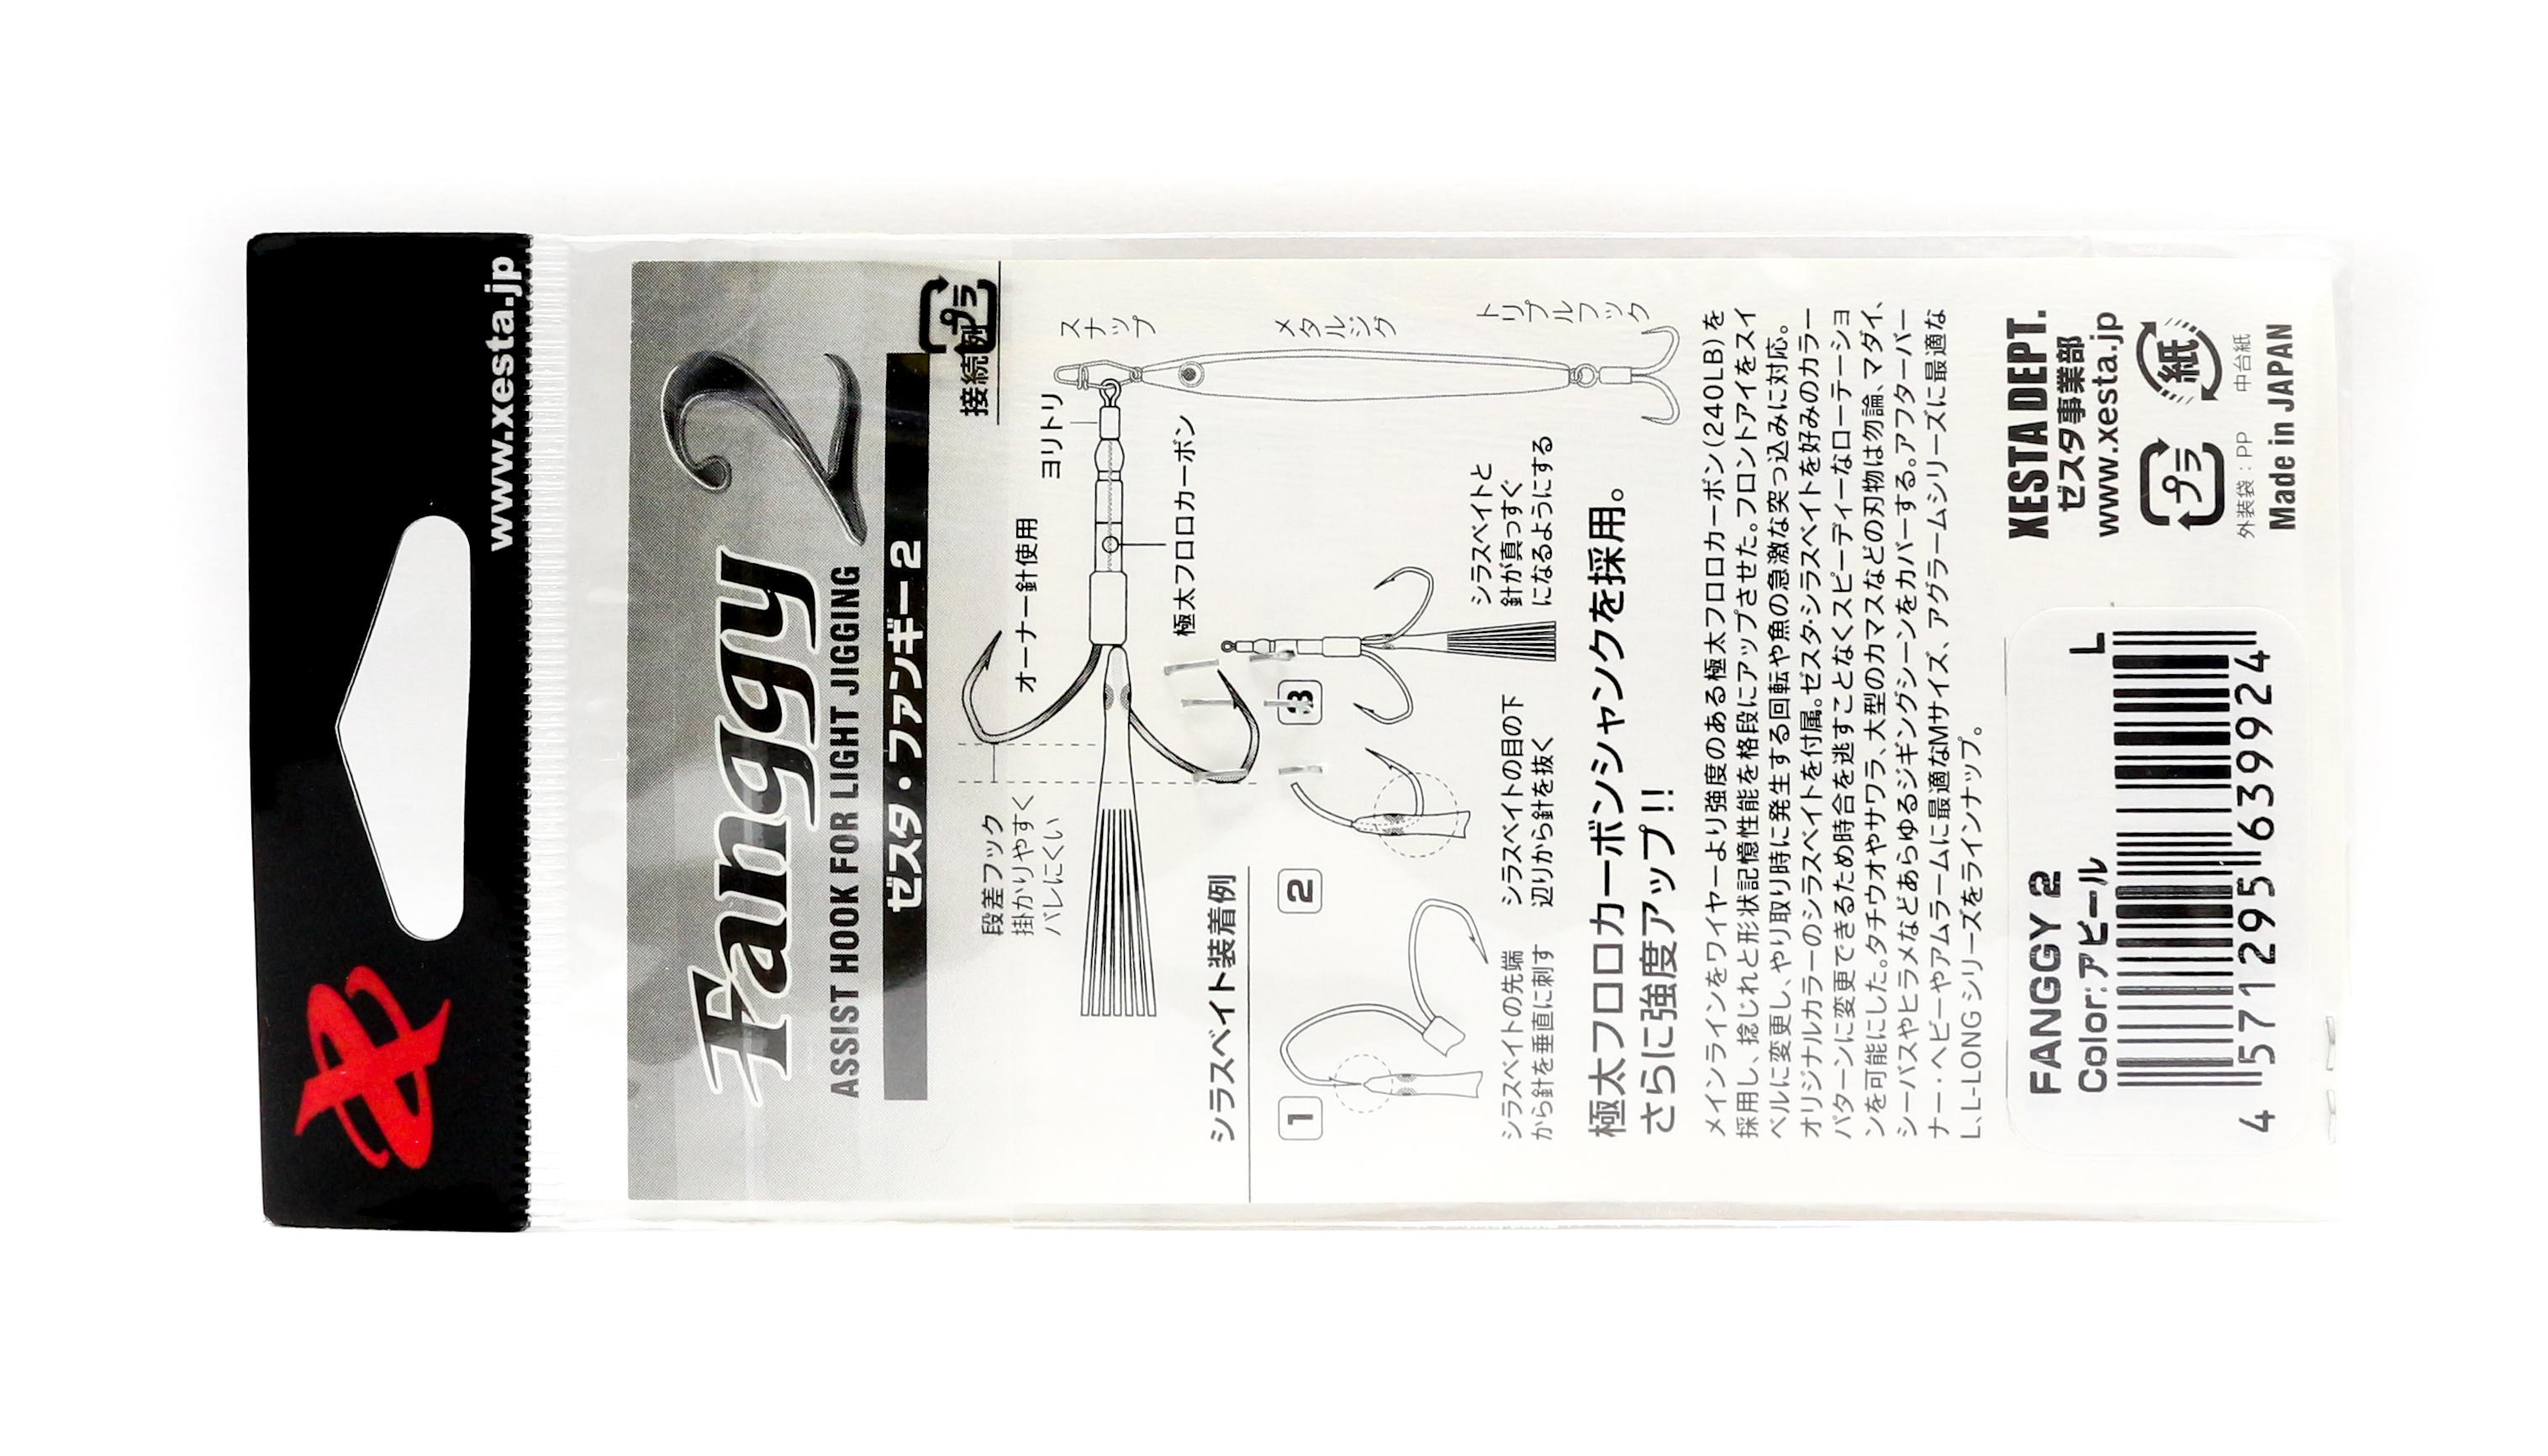 www.xesta.jp
Fanggy 2
ASSIST HOOK FOR LIGHT JIGGING
ゼスタ・ファンギー2
プラ
接続例
スナップ
ヨリトリ
メタルジグ
トリプルフック
オーナー針使用
極太フロロカーボン
段差フック
掛かりやすく
バレにくい
シラスベイト装着例
1
シラスベイトの先端
から針を垂直に刺す
2
シラスベイトの目の下
辺りから針を抜く
3
シラスベイトと
針が真っすぐ
になるようにする
極太フロロカーボンシャンクを採用。
さらに強度アップ!!
メインラインをワイヤーより強度のある極太フロロカーボン(240LB)を
採用し、捻じれと形状記憶性能を格段にアップさせた。フロントアイをスイ
ベルに変更し、やり取り時に発生する回転や魚の急激な突っ込みに対応。
オリジナルカラーのシラスベイトを付属。ゼスタ・シラスベイトを好みのカラー
パターンに変更できるため時合を逃すことなくスピーディーなローテーショ
ンを可能にした。タチウオやサワラ、大型のカマスなどの刃物は勿論、マダイ、
シーバスやヒラメなどあらゆるジギングシーンをカバーする。アフターバー
ナー・ヘビーやアムラームに最適なMサイズ、アグラームシリーズに最適な
L、L-LONGシリーズをラインナップ。
FANGGY 2
Color:アピール L
4 571295 639924
XESTA DEPT.
ゼスタ事業部
www.xesta.jp
プラ 紙
外装袋:PP 中台紙
Made in JAPAN